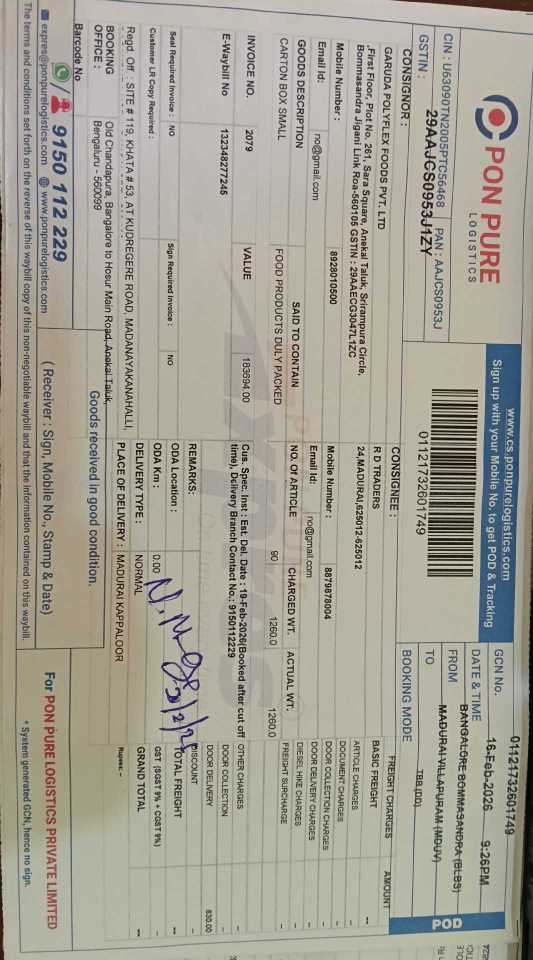 PON PURE
LOGISTICS
www.cs.ponpurelogistics.com
Sign up with your Mobile No. to get POD & Tracking
CIN : U63090TN2005PTC56468 PAN : AAJCS0953J
GSTIN : 29AAJCS0953J1ZY
01121732601749
GCN No. 01121732601749
DATE & TIME 16-Feb-2026 9:26PM
FROM BANGALORE BOMMASANDRA (BLBS)
TO MADURAI VILLAPURAM (MDUV)
BOOKING MODE TBB (DD)
POD
CONSIGNOR :
GARUDA POLYFLEX FOODS PVT. LTD
,First Floor, Plot No. 261, Sara Square, Anekal Taluk, Srirampura Circle,
Bommasandra Jigani Link Roa-560105 GSTIN : 29AAECG3047L1ZC
Mobile Number : 8928010500
Email Id: no@gmail.com
CONSIGNEE :
R D TRADERS
24,MADURAI,625012-625012
Mobile Number : 8879878004
Email Id: no@gmail.com
GOODS DESCRIPTION SAID TO CONTAIN NO. OF ARTICLE CHARGED WT. ACTUAL WT.
CARTON BOX SMALL FOOD PRODUCTS DULY PACKED 90 1260.0 1260.0
INVOICE NO. 2079 VALUE 183694.00
E-Waybill No 132348277245
Cus. Spec. Inst : Est. Del. Date : 19-Feb-2026(Booked after cut off
time), Delivery Branch Contact No.: 9150112229
Seal Required Invoice : NO Sign Required Invoice : NO
Customer LR Copy Required :
REMARKS:
ODA Location :
ODA Km : 0.00
DELIVERY TYPE : NORMAL
PLACE OF DELIVERY : MADURAI KAPPALOOR
FREIGHT CHARGES AMOUNT
BASIC FREIGHT --
ARTICLE CHARGES -
DOCUMENT CHARGES -
DOOR COLLECTION CHARGES -
DOOR DELIVERY CHARGES -
DIESEL HIKE CHARGES -
FREIGHT SURCHARGE -
OTHER CHARGES -
DOOR COLLECTION -
DOOR DELIVERY 630.00
DISCOUNT
TOTAL FREIGHT --
GST (SGST 9% + CGST 9%) -
GRAND TOTAL --
Rupees: --
Regd. Off : SITE # 119, KHATA # 53, AT KUDREGERE ROAD, MADANAYAKANAHALLI,
BOOKING OFFICE : Old Chandapura, Bangalore to Hosur Main Road, Anekal Taluk,
Bengaluru - 560099
Goods received in good condition.
Barcode No
9150 112 229
expres@ponpurelogistics.com www.ponpurelogistics.com
( Receiver : Sign, Mobile No., Stamp & Date)
For PON PURE LOGISTICS PRIVATE LIMITED
The terms and conditions set forth on the reverse of this waybill copy of this non-negotiable waybill and that the information contained on this waybill.
* System generated GCN, hence no sign.